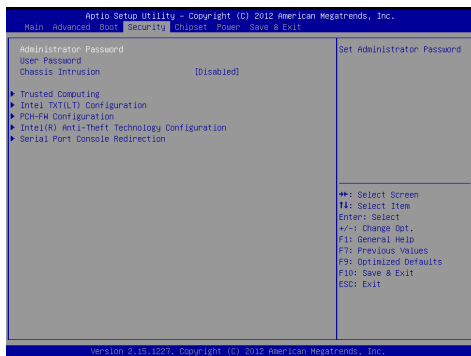 Aptio Setup Utility – Copyright (C) 2012 American Megatrends, Inc.
Main Advanced Boot Security Chipset Power Save & Exit
Administrator Password
User Password
Chassis Intrusion [Disabled]
Trusted Computing
Intel TXT(LT) Configuration
PCH-FW Configuration
Intel(R) Anti-Theft Technology Configuration
Serial Port Console Redirection
Set Administrator Password
→←: Select Screen
↑↓: Select Item
Enter: Select
+/-: Change Opt.
F1: General Help
F7: Previous Values
F9: Optimized Defaults
F10: Save & Exit
ESC: Exit
Version 2.15.1227. Copyright (C) 2012 American Megatrends, Inc.